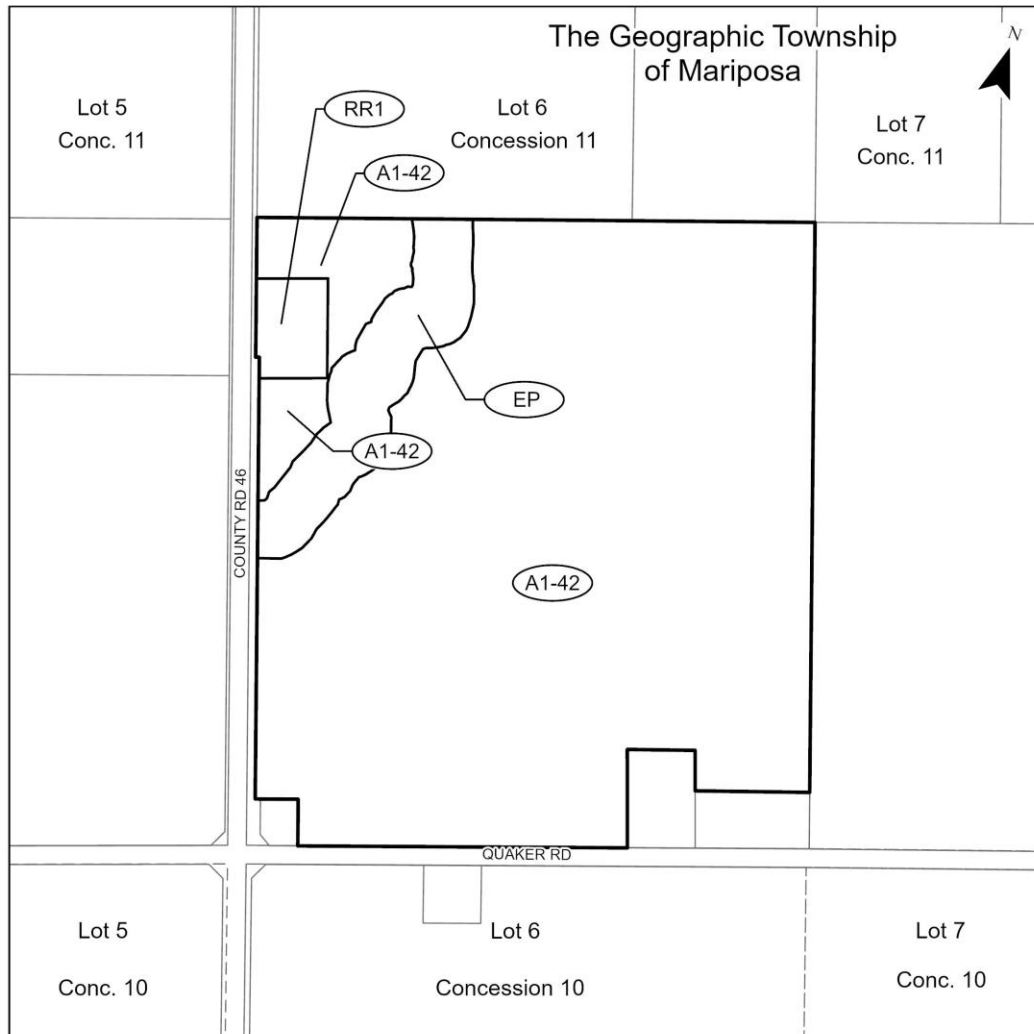 The Geographic Township
of Mariposa
N
Lot 5
Conc. 11
RR1
Lot 6
Concession 11
Lot 7
Conc. 11
A1-42
EP
A1-42
COUNTY RD 46
A1-42
QUAKER RD
Lot 5
Conc. 10
Lot 6
Concession 10
Lot 7
Conc. 10